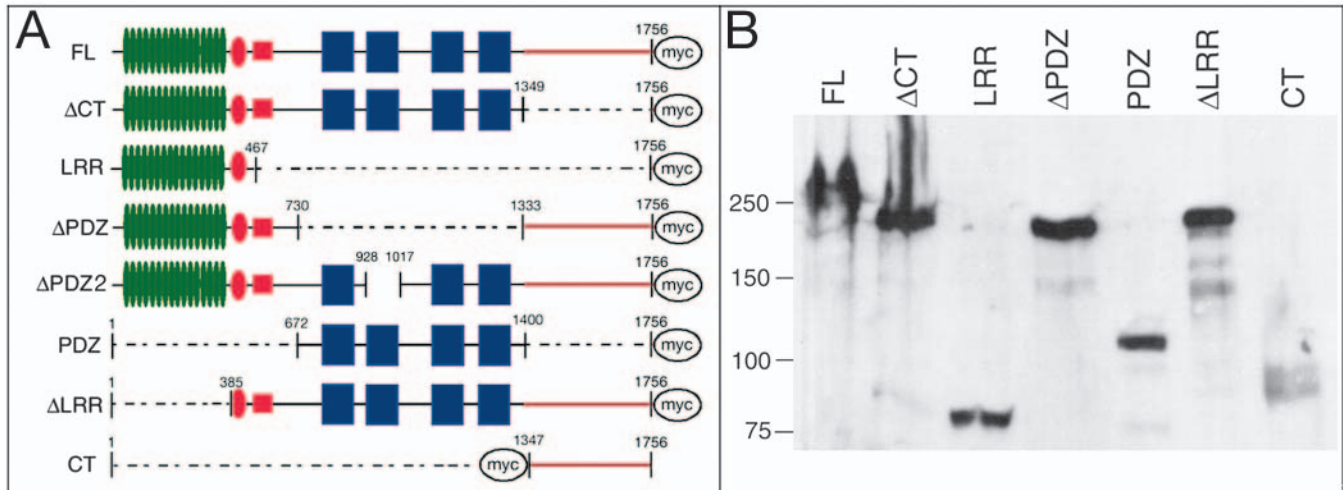 A
FL
1756
myc
ΔCT
1349
1756
myc
LRR
467
1756
myc
ΔPDZ
730
1333
1756
myc
ΔPDZ2
928
1017
1756
myc
PDZ
1
672
1400
1756
myc
ΔLRR
1
385
1756
myc
CT
1
myc
1347
1756
B
FL
ΔCT
LRR
ΔPDZ
PDZ
ΔLRR
CT
250
150
100
75